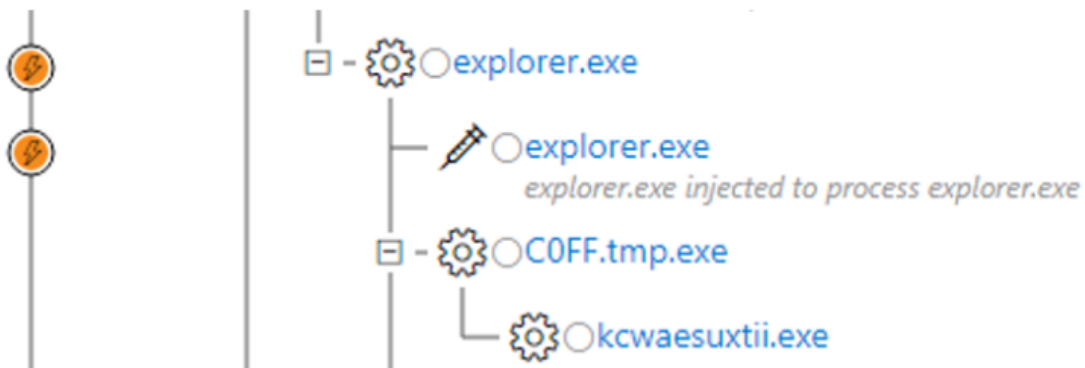 explorer.exe
explorer.exe
explorer.exe injected to process explorer.exe
C0FF.tmp.exe
kcwaesuxtii.exe